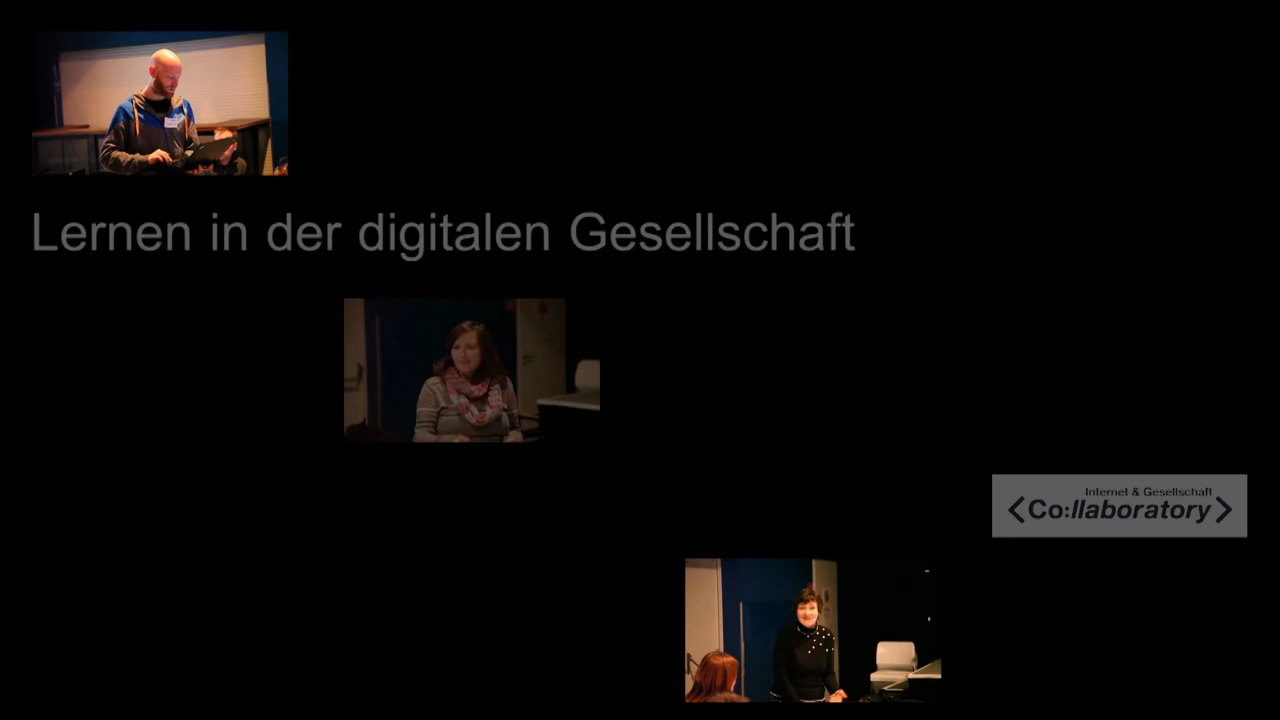 Lernen in der digitalen Gesellschaft
Internet & Gesellschaft
<Co:llaboratory>